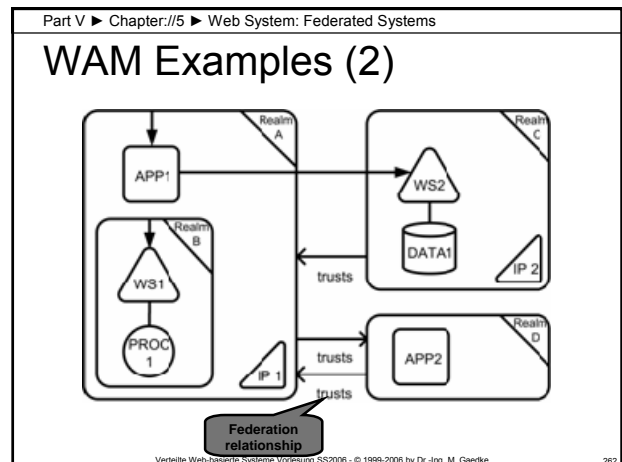 Part V ► Chapter://5 ► Web System: Federated Systems
WAM Examples (2)
Realm
A
APP1
Realm
B
WS1
PROC
1
IP 1
Realm
C
WS2
DATA1
IP 2
trusts
trusts
trusts
Realm
D
APP2
Federation
relationship
Verteilte Web-basierte Systeme Vorlesung SS2006 - © 1999-2006 by Dr.-Ing. M. Gaedke
262